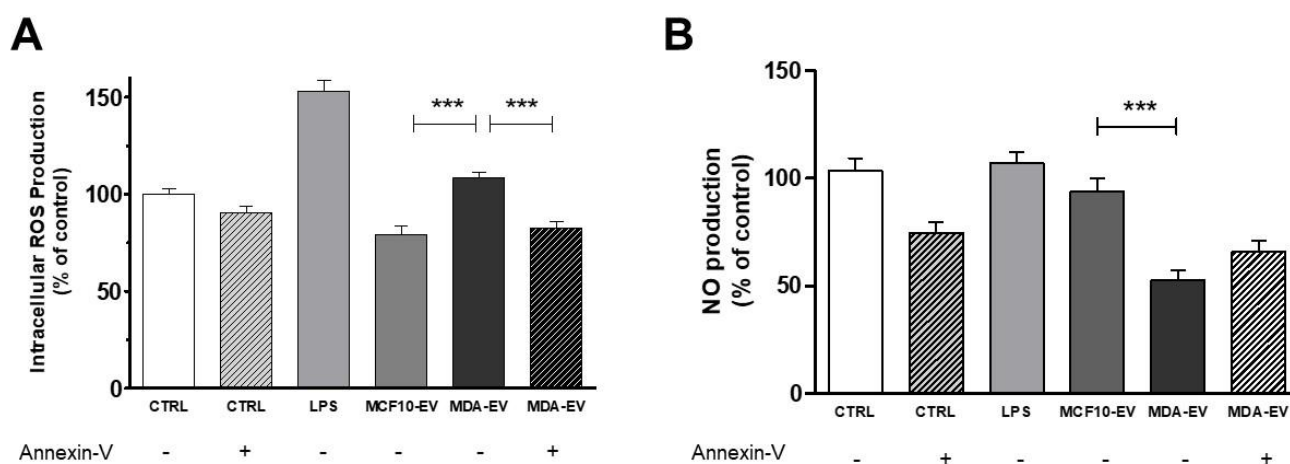 A
Intracellular ROS Production
(% of control)
150
100
50
0
*** ***
CTRL CTRL LPS MCF10-EV MDA-EV MDA-EV
Annexin-V - + - - - +
B
NO production
(% of control)
150
100
50
0
***
CTRL CTRL LPS MCF10-EV MDA-EV MDA-EV
Annexin-V - + - - - +